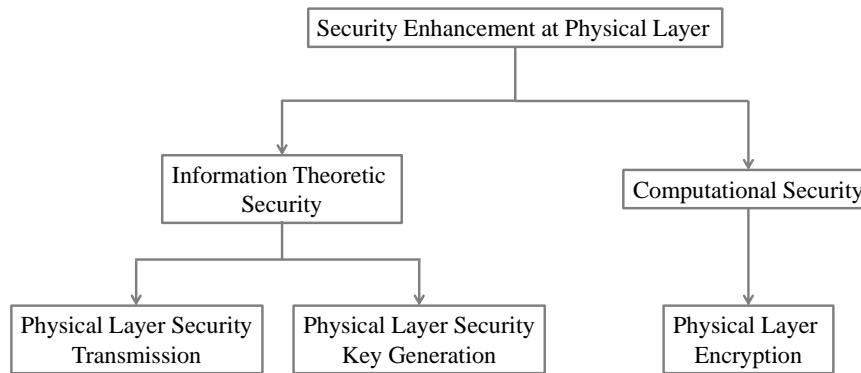 Security Enhancement at Physical Layer
Information Theoretic
Security
Computational Security
Physical Layer Security
Transmission
Physical Layer Security
Key Generation
Physical Layer
Encryption